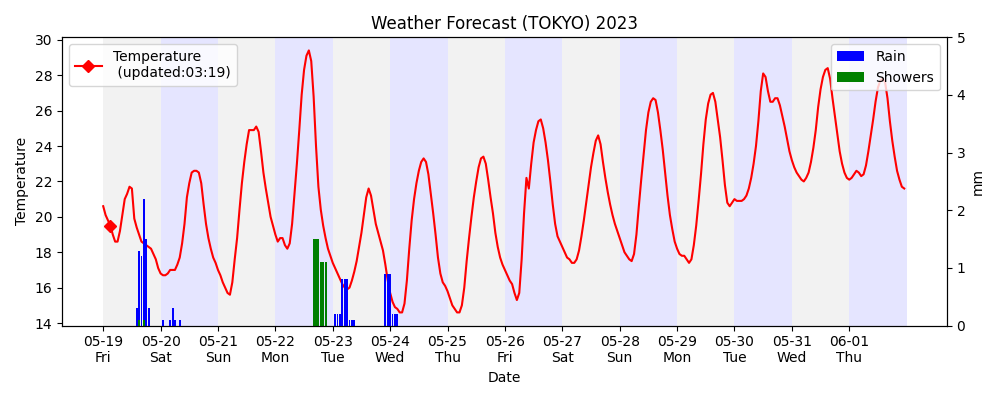 Weather Forecast (TOKYO) 2023
Temperature
(updated:03:19)
Rain
Showers
Temperature
30
28
26
24
22
20
18
16
14
5
4
3
2
1
0
mm
05-19 05-20 05-21 05-22 05-23 05-24 05-25 05-26 05-27 05-28 05-29 05-30 05-31 06-01
Fri Sat Sun Mon Tue Wed Thu Fri Sat Sun Mon Tue Wed Thu
Date